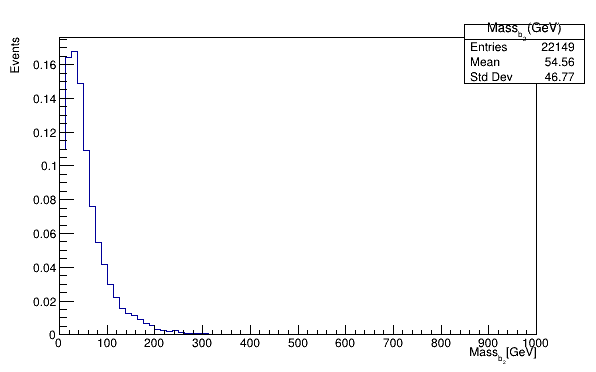 Mass_b₂(GeV)
Entries 22149
Mean 54.56
Std Dev 46.77
Events
0.16
0.14
0.12
0.1
0.08
0.06
0.04
0.02
0
0 100 200 300 400 500 600 700 800 900 1000
Mass_b₂[GeV]